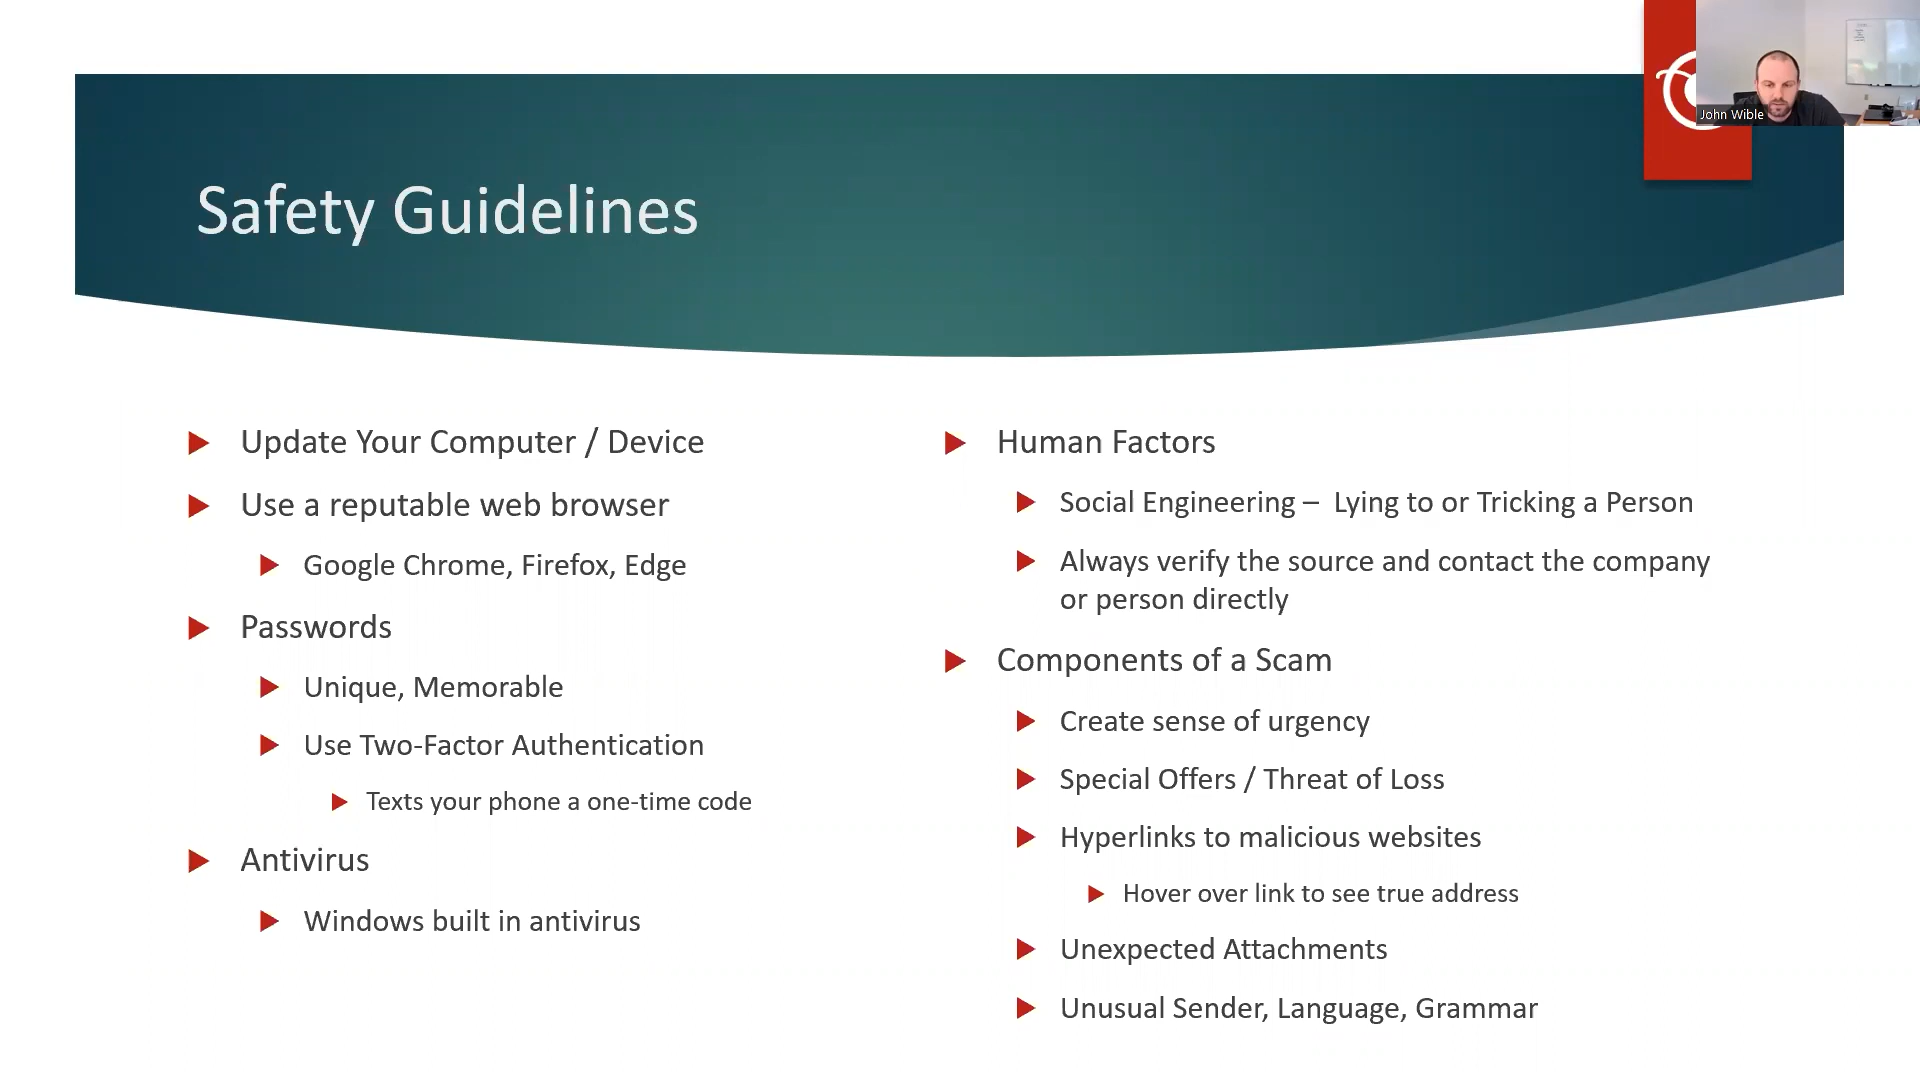 John Wible
Safety Guidelines
Update Your Computer / Device
Use a reputable web browser
Google Chrome, Firefox, Edge
Passwords
Unique, Memorable
Use Two-Factor Authentication
Texts your phone a one-time code
Antivirus
Windows built in antivirus
Human Factors
Social Engineering – Lying to or Tricking a Person
Always verify the source and contact the company
or person directly
Components of a Scam
Create sense of urgency
Special Offers / Threat of Loss
Hyperlinks to malicious websites
Hover over link to see true address
Unexpected Attachments
Unusual Sender, Language, Grammar